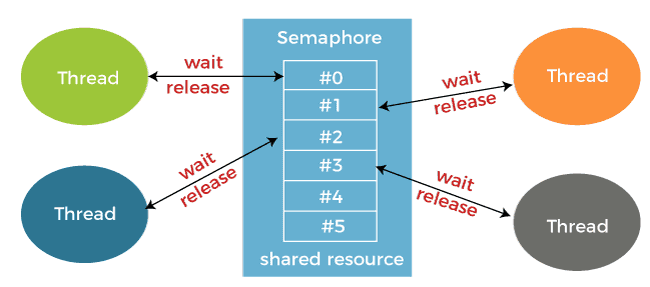 Semaphore
Thread
wait
release
#0
#1
#2
#3
#4
#5
wait
release
Thread
Thread
wait
release
wait
release
Thread
shared resource